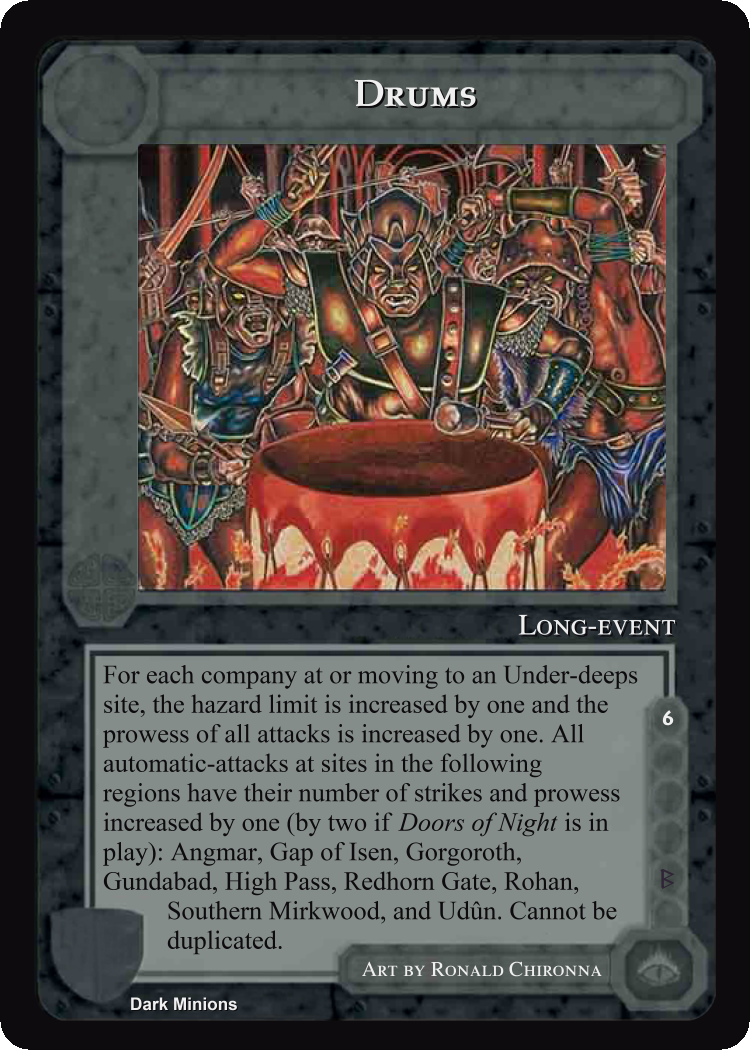 Drums
Long-event
For each company at or moving to an Under-deeps
site, the hazard limit is increased by one and the
prowess of all attacks is increased by one. All
automatic-attacks at sites in the following
regions have their number of strikes and prowess
increased by one (by two if Doors of Night is in
play): Angmar, Gap of Isen, Gorgoroth,
Gundabad, High Pass, Redhorn Gate, Rohan,
Southern Mirkwood, and Udûn. Cannot be
duplicated.
6
Art by Ronald Chironna
Dark Minions